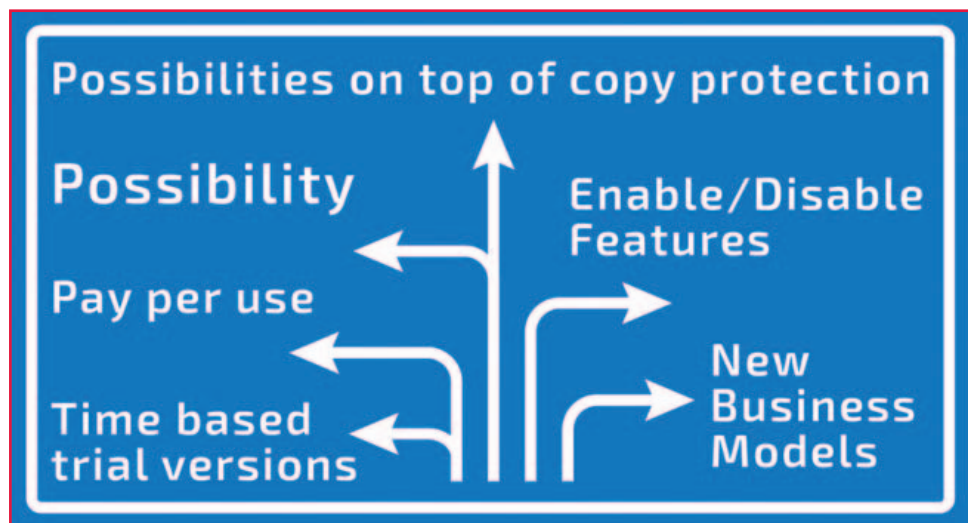 Possibilities on top of copy protection
Possibility
Enable/Disable
Features
Pay per use
New
Business
Models
Time based
trial versions